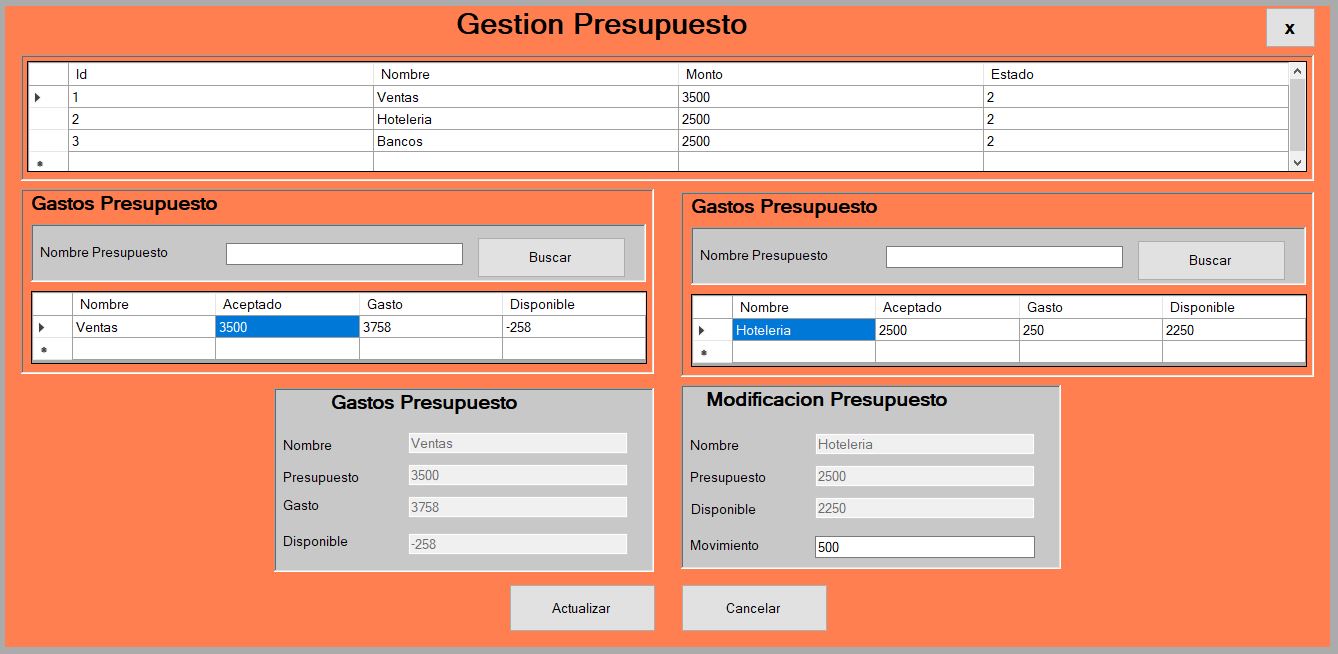 Gestion Presupuesto
x
Id Nombre Monto Estado
1 Ventas 3500 2
2 Hoteleria 2500 2
3 Bancos 2500 2
Gastos Presupuesto
Nombre Presupuesto Buscar
Nombre Aceptado Gasto Disponible
Ventas 3500 3758 -258
Gastos Presupuesto
Nombre Presupuesto Buscar
Nombre Aceptado Gasto Disponible
Hoteleria 2500 250 2250
Gastos Presupuesto
Nombre Ventas
Presupuesto 3500
Gasto 3758
Disponible -258
Modificacion Presupuesto
Nombre Hoteleria
Presupuesto 2500
Disponible 2250
Movimiento 500
Actualizar Cancelar